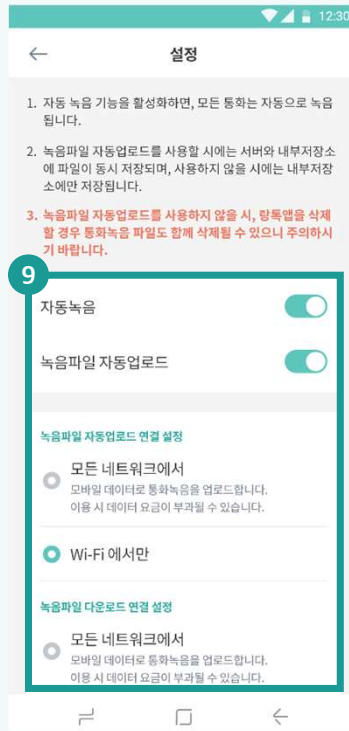 12:30
설정
1. 자동 녹음 기능을 활성화하면, 모든 통화는 자동으로 녹음
됩니다.
2. 녹음파일 자동업로드를 사용할 시에는 서버와 내부저장소
에 파일이 동시 저장되며, 사용하지 않을 시에는 내부저장
소에만 저장됩니다.
3. 녹음파일 자동업로드를 사용하지 않을 시, 랑톡앱을 삭제
할 경우 통화녹음 파일도 함께 삭제될 수 있으니 주의하시
기 바랍니다.
9
자동녹음
녹음파일 자동업로드
녹음파일 자동업로드 연결 설정
모든 네트워크에서
모바일 데이터로 통화녹음을 업로드합니다.
이용 시 데이터 요금이 부과될 수 있습니다.
Wi-Fi 에서만
녹음파일 다운로드 연결 설정
모든 네트워크에서
모바일 데이터로 통화녹음을 업로드합니다.
이용 시 데이터 요금이 부과될 수 있습니다.